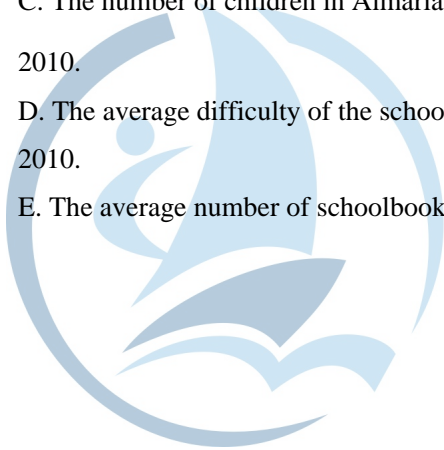 C. The number of children in Almaria
2010.
D. The average difficulty of the schoo
2010.
E. The average number of schoolbook